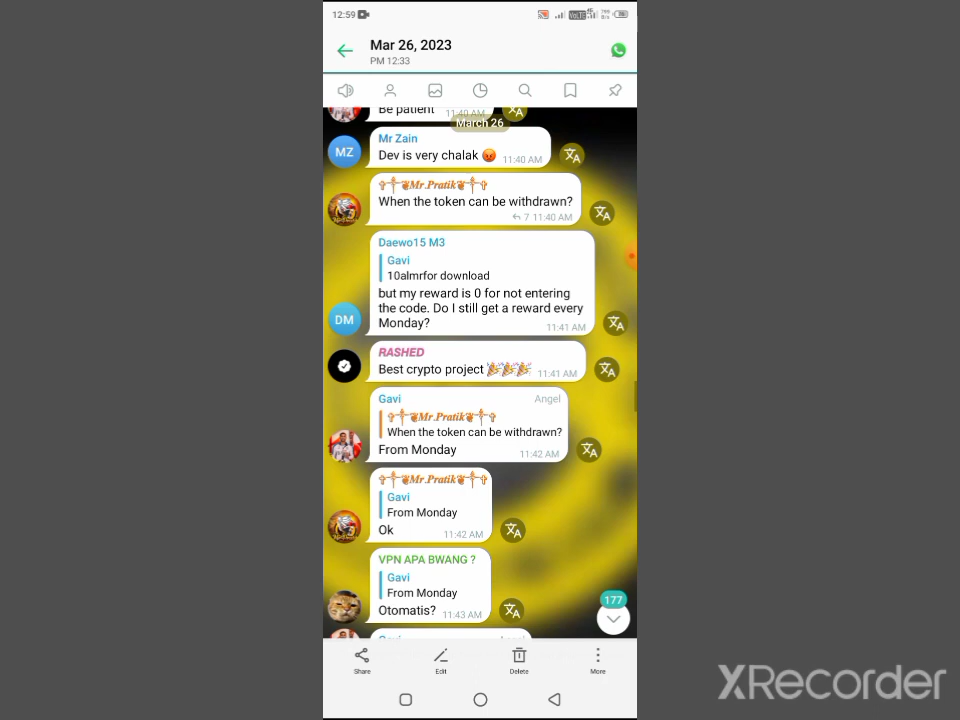 12:59
Mar 26, 2023
PM 12:33
Be patient 11:40 AM
March 26
Mr Zain
MZ
Dev is very chalak 😡 11:40 AM
Mr.Pratik
When the token can be withdrawn?
7 11:40 AM
Daewo15 M3
Gavi
10almrfor download
but my reward is 0 for not entering
the code. Do I still get a reward every
Monday?
11:41 AM
DM
RASHED
Best crypto project 🎉🎉🎉 11:41 AM
Gavi Angel
Mr.Pratik
When the token can be withdrawn?
From Monday 11:42 AM
Mr.Pratik
Gavi
From Monday
Ok 11:42 AM
VPN APA BWANG ?
Gavi
From Monday
Otomatis? 11:43 AM
177
Share Edit Delete More
XRecorder